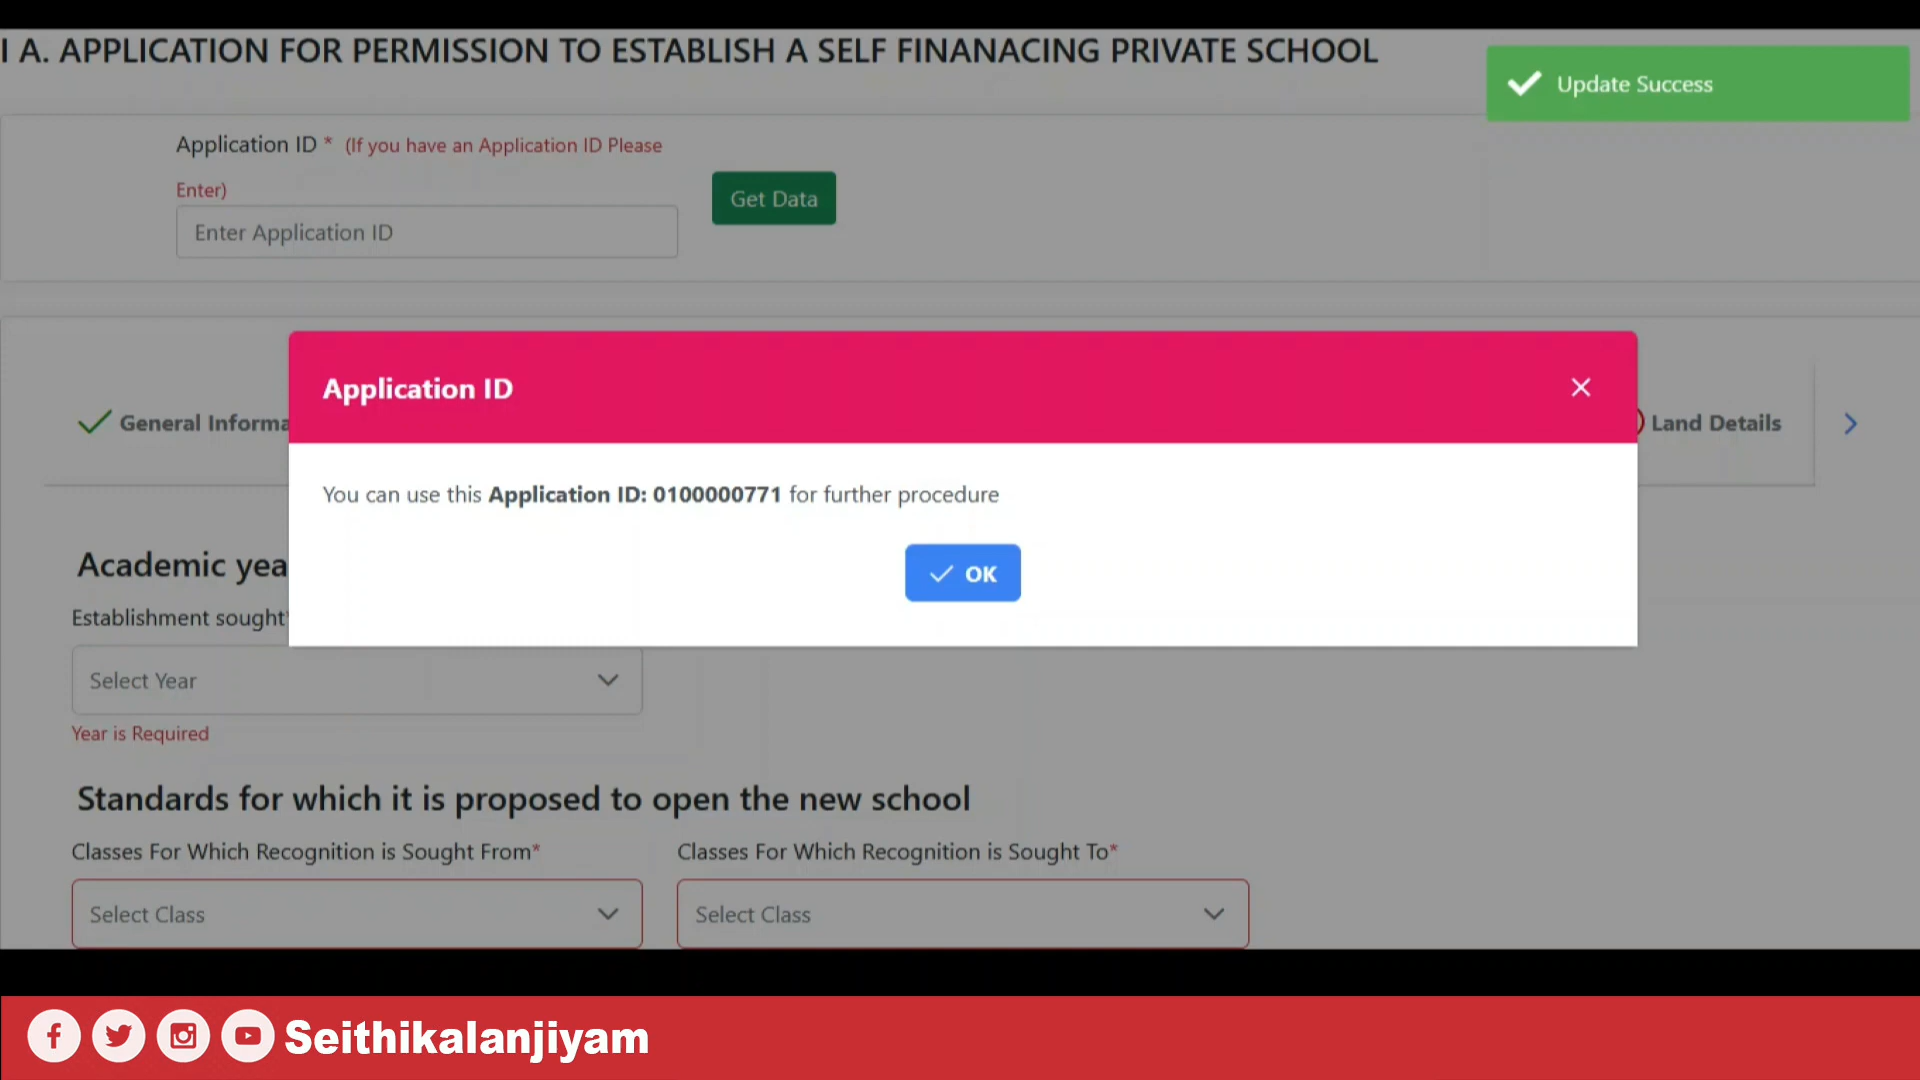 I A. APPLICATION FOR PERMISSION TO ESTABLISH A SELF FINANACING PRIVATE SCHOOL
Update Success
Application ID * (If you have an Application ID Please
Enter)
Get Data
Enter Application ID
Application ID
General Informa
Land Details
You can use this Application ID: 0100000771 for further procedure
OK
Academic yea
Establishment sought*
Select Year
Year is Required
Standards for which it is proposed to open the new school
Classes For Which Recognition is Sought From*
Classes For Which Recognition is Sought To*
Select Class
Select Class
Seithikalanjiyam